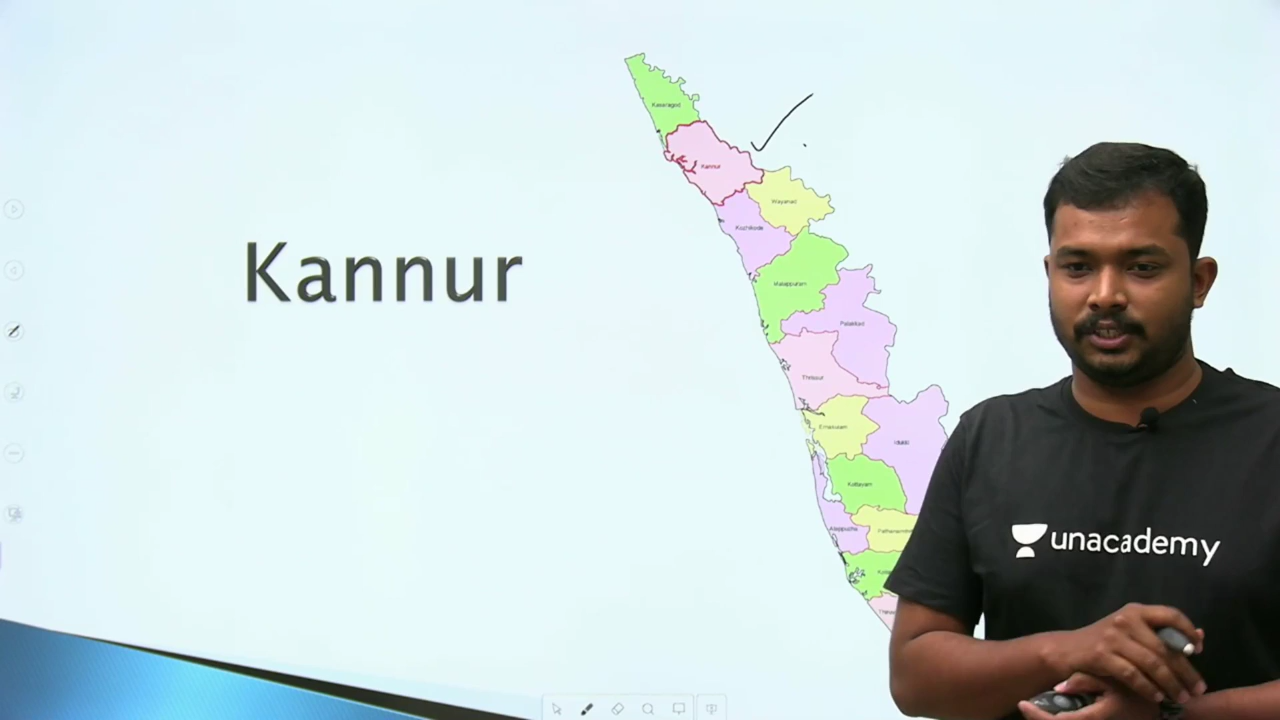 Kannur
Kasaragod
Kannur
Wayanad
Kozhikode
Malappuram
Palakkad
Thrissur
Ernakulam
Idukki
Kottayam
Alappuzha
unacademy